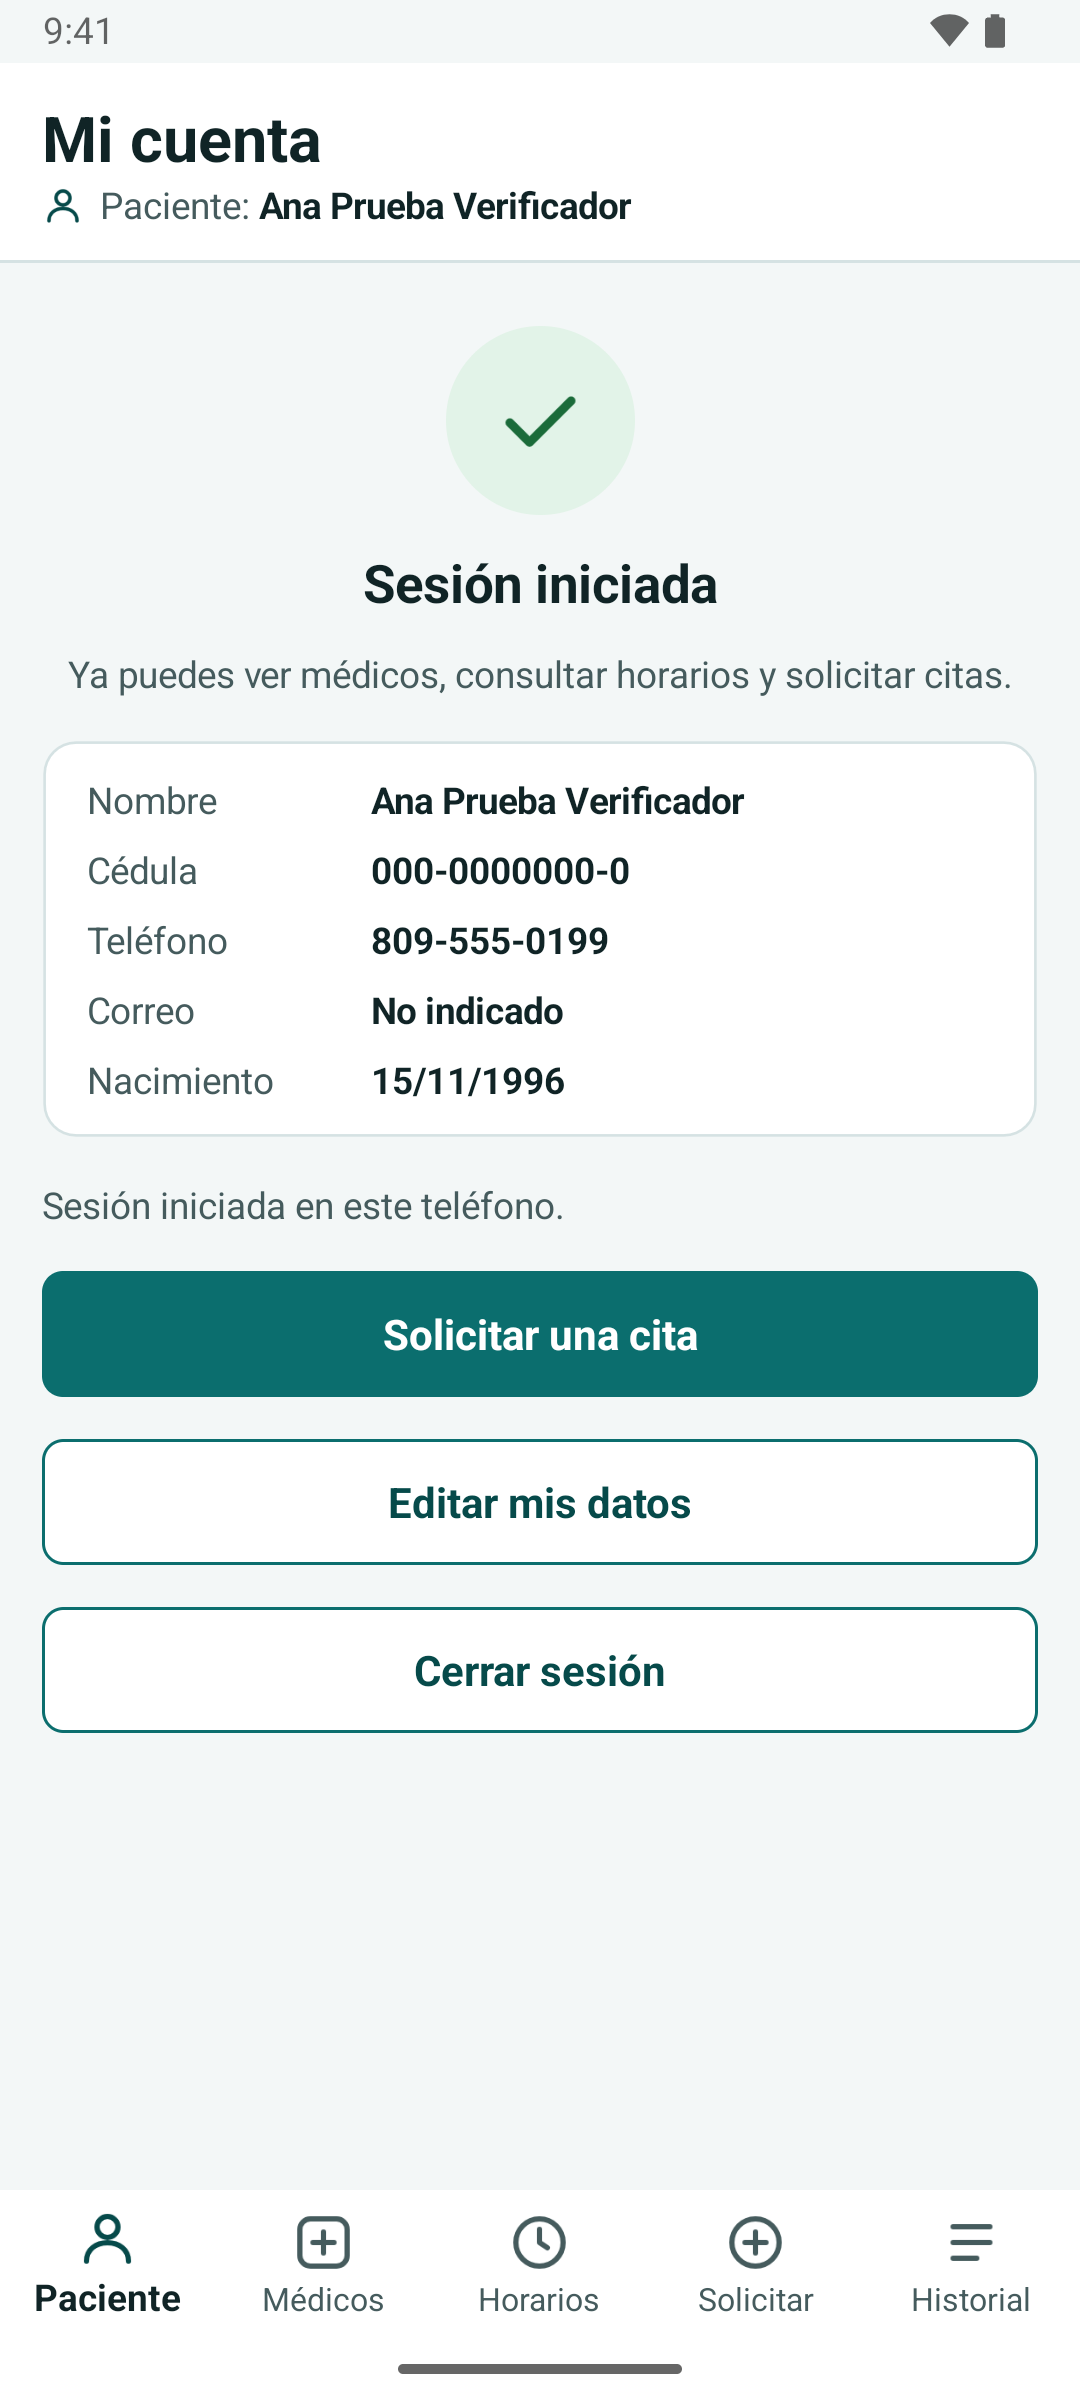 9:41
Mi cuenta
Paciente: Ana Prueba Verificador
Sesión iniciada
Ya puedes ver médicos, consultar horarios y solicitar citas.
Nombre Ana Prueba Verificador
Cédula 000-0000000-0
Teléfono 809-555-0199
Correo No indicado
Nacimiento 15/11/1996
Sesión iniciada en este teléfono.
Solicitar una cita
Editar mis datos
Cerrar sesión
Paciente Médicos Horarios Solicitar Historial